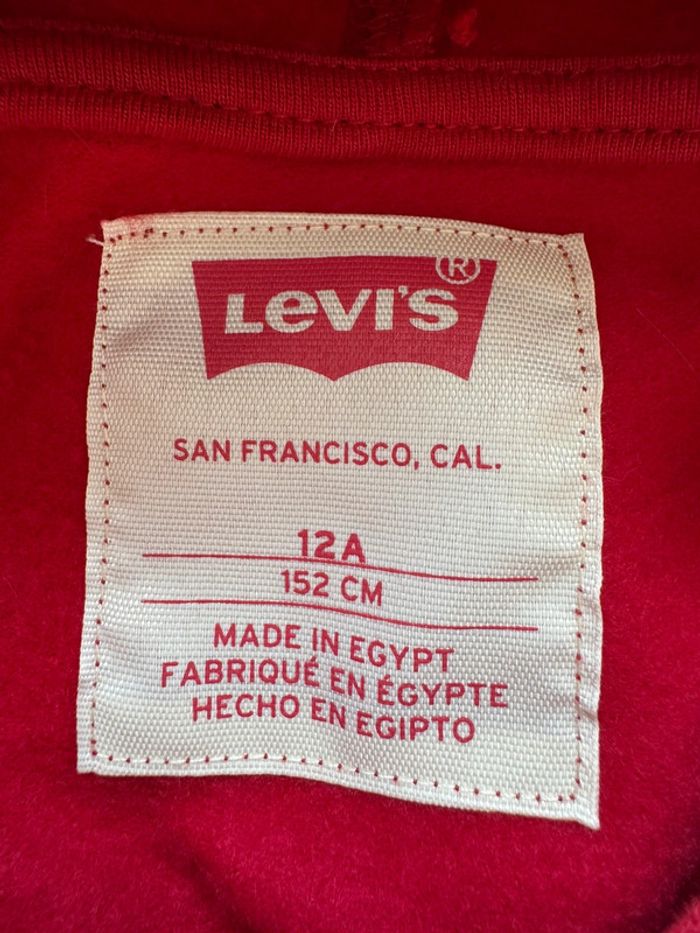 LEVI'S ®
SAN FRANCISCO, CAL.
12A
152 CM
MADE IN EGYPT
FABRIQUÉ EN ÉGYPTE
HECHO EN EGIPTO